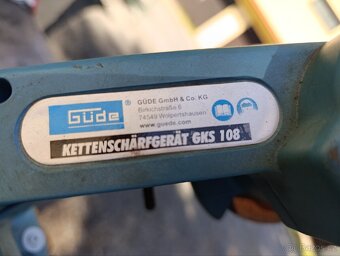 Güde ®
GÜDE GmbH & Co. KG
Birkichstraße 6
74549 Wolpertshausen
www.guede.com
KETTENSCHÄRFGERÄT GKS 108